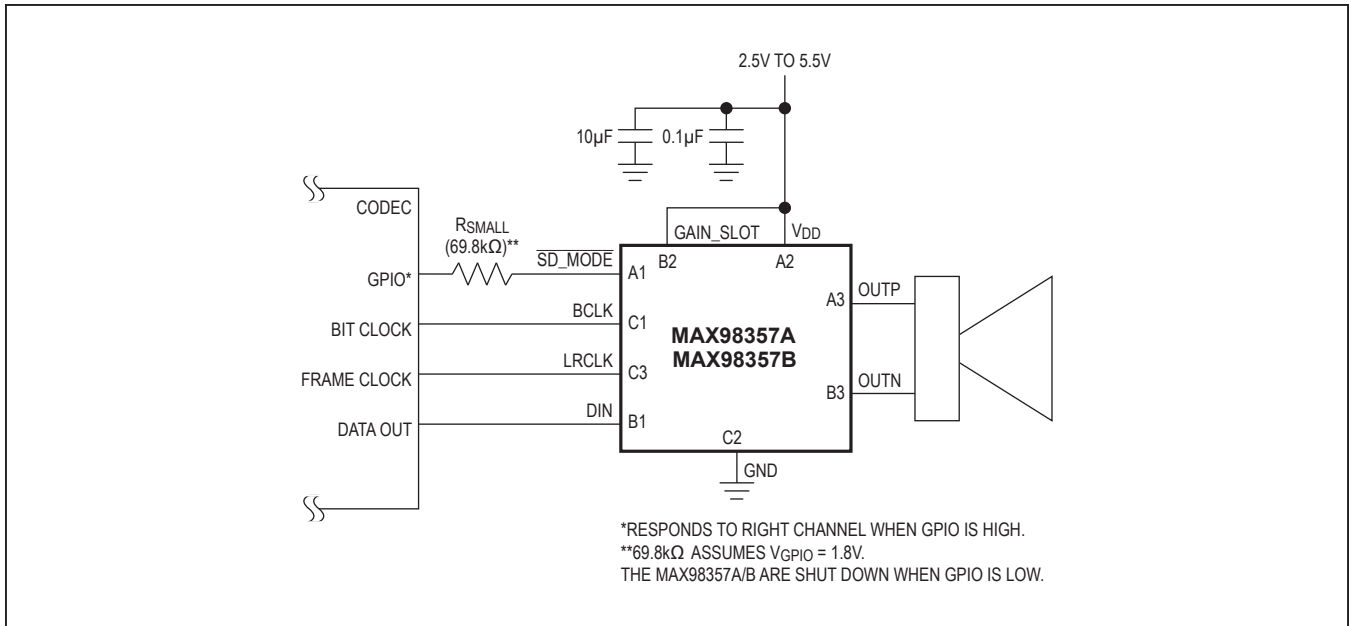 2.5V TO 5.5V
10µF
0.1µF
CODEC
RSMALL
(69.8kΩ)**
SD_MODE
GAIN_SLOT
VDD
B2
A2
GPIO*
A1
A3
OUTP
BIT CLOCK
BCLK
C1
MAX98357A
MAX98357B
FRAME CLOCK
LRCLK
C3
B3
OUTN
DATA OUT
DIN
B1
C2
GND
*RESPONDS TO RIGHT CHANNEL WHEN GPIO IS HIGH.
**69.8kΩ ASSUMES VGPIO = 1.8V.
THE MAX98357A/B ARE SHUT DOWN WHEN GPIO IS LOW.